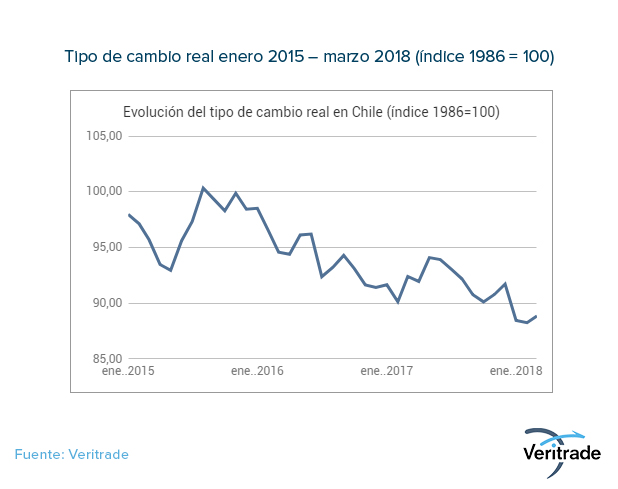 Tipo de cambio real enero 2015 – marzo 2018 (índice 1986 = 100)
Evolución del tipo de cambio real en Chile (índice 1986=100)
105,00
100,00
95,00
90,00
85,00
ene..2015 ene..2016 ene..2017 ene..2018
Fuente: Veritrade
Veritrade